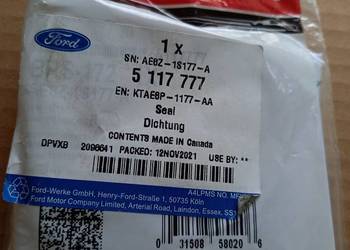 Ford
1 x
SN: AE8Z-1S177-A
5 117 777
EN: KTAE8P-1177-AA
Seal
Dichtung
CONTENTS MADE IN Canada
DPVXB 2096641 PACKED: 12NOV2021 USE BY: **
A4LPMS NO.
Ford-Werke GmbH, Henry-Ford-Straße 1, 50735 Köln
Ford Motor Company Limited, Arterial Road, Laindon, Essex,
0 31508 58020 6